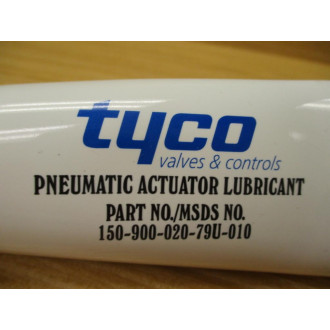 tyco
valves & controls
PNEUMATIC ACTUATOR LUBRICANT
PART NO./MSDS NO.
150-900-020-79U-010